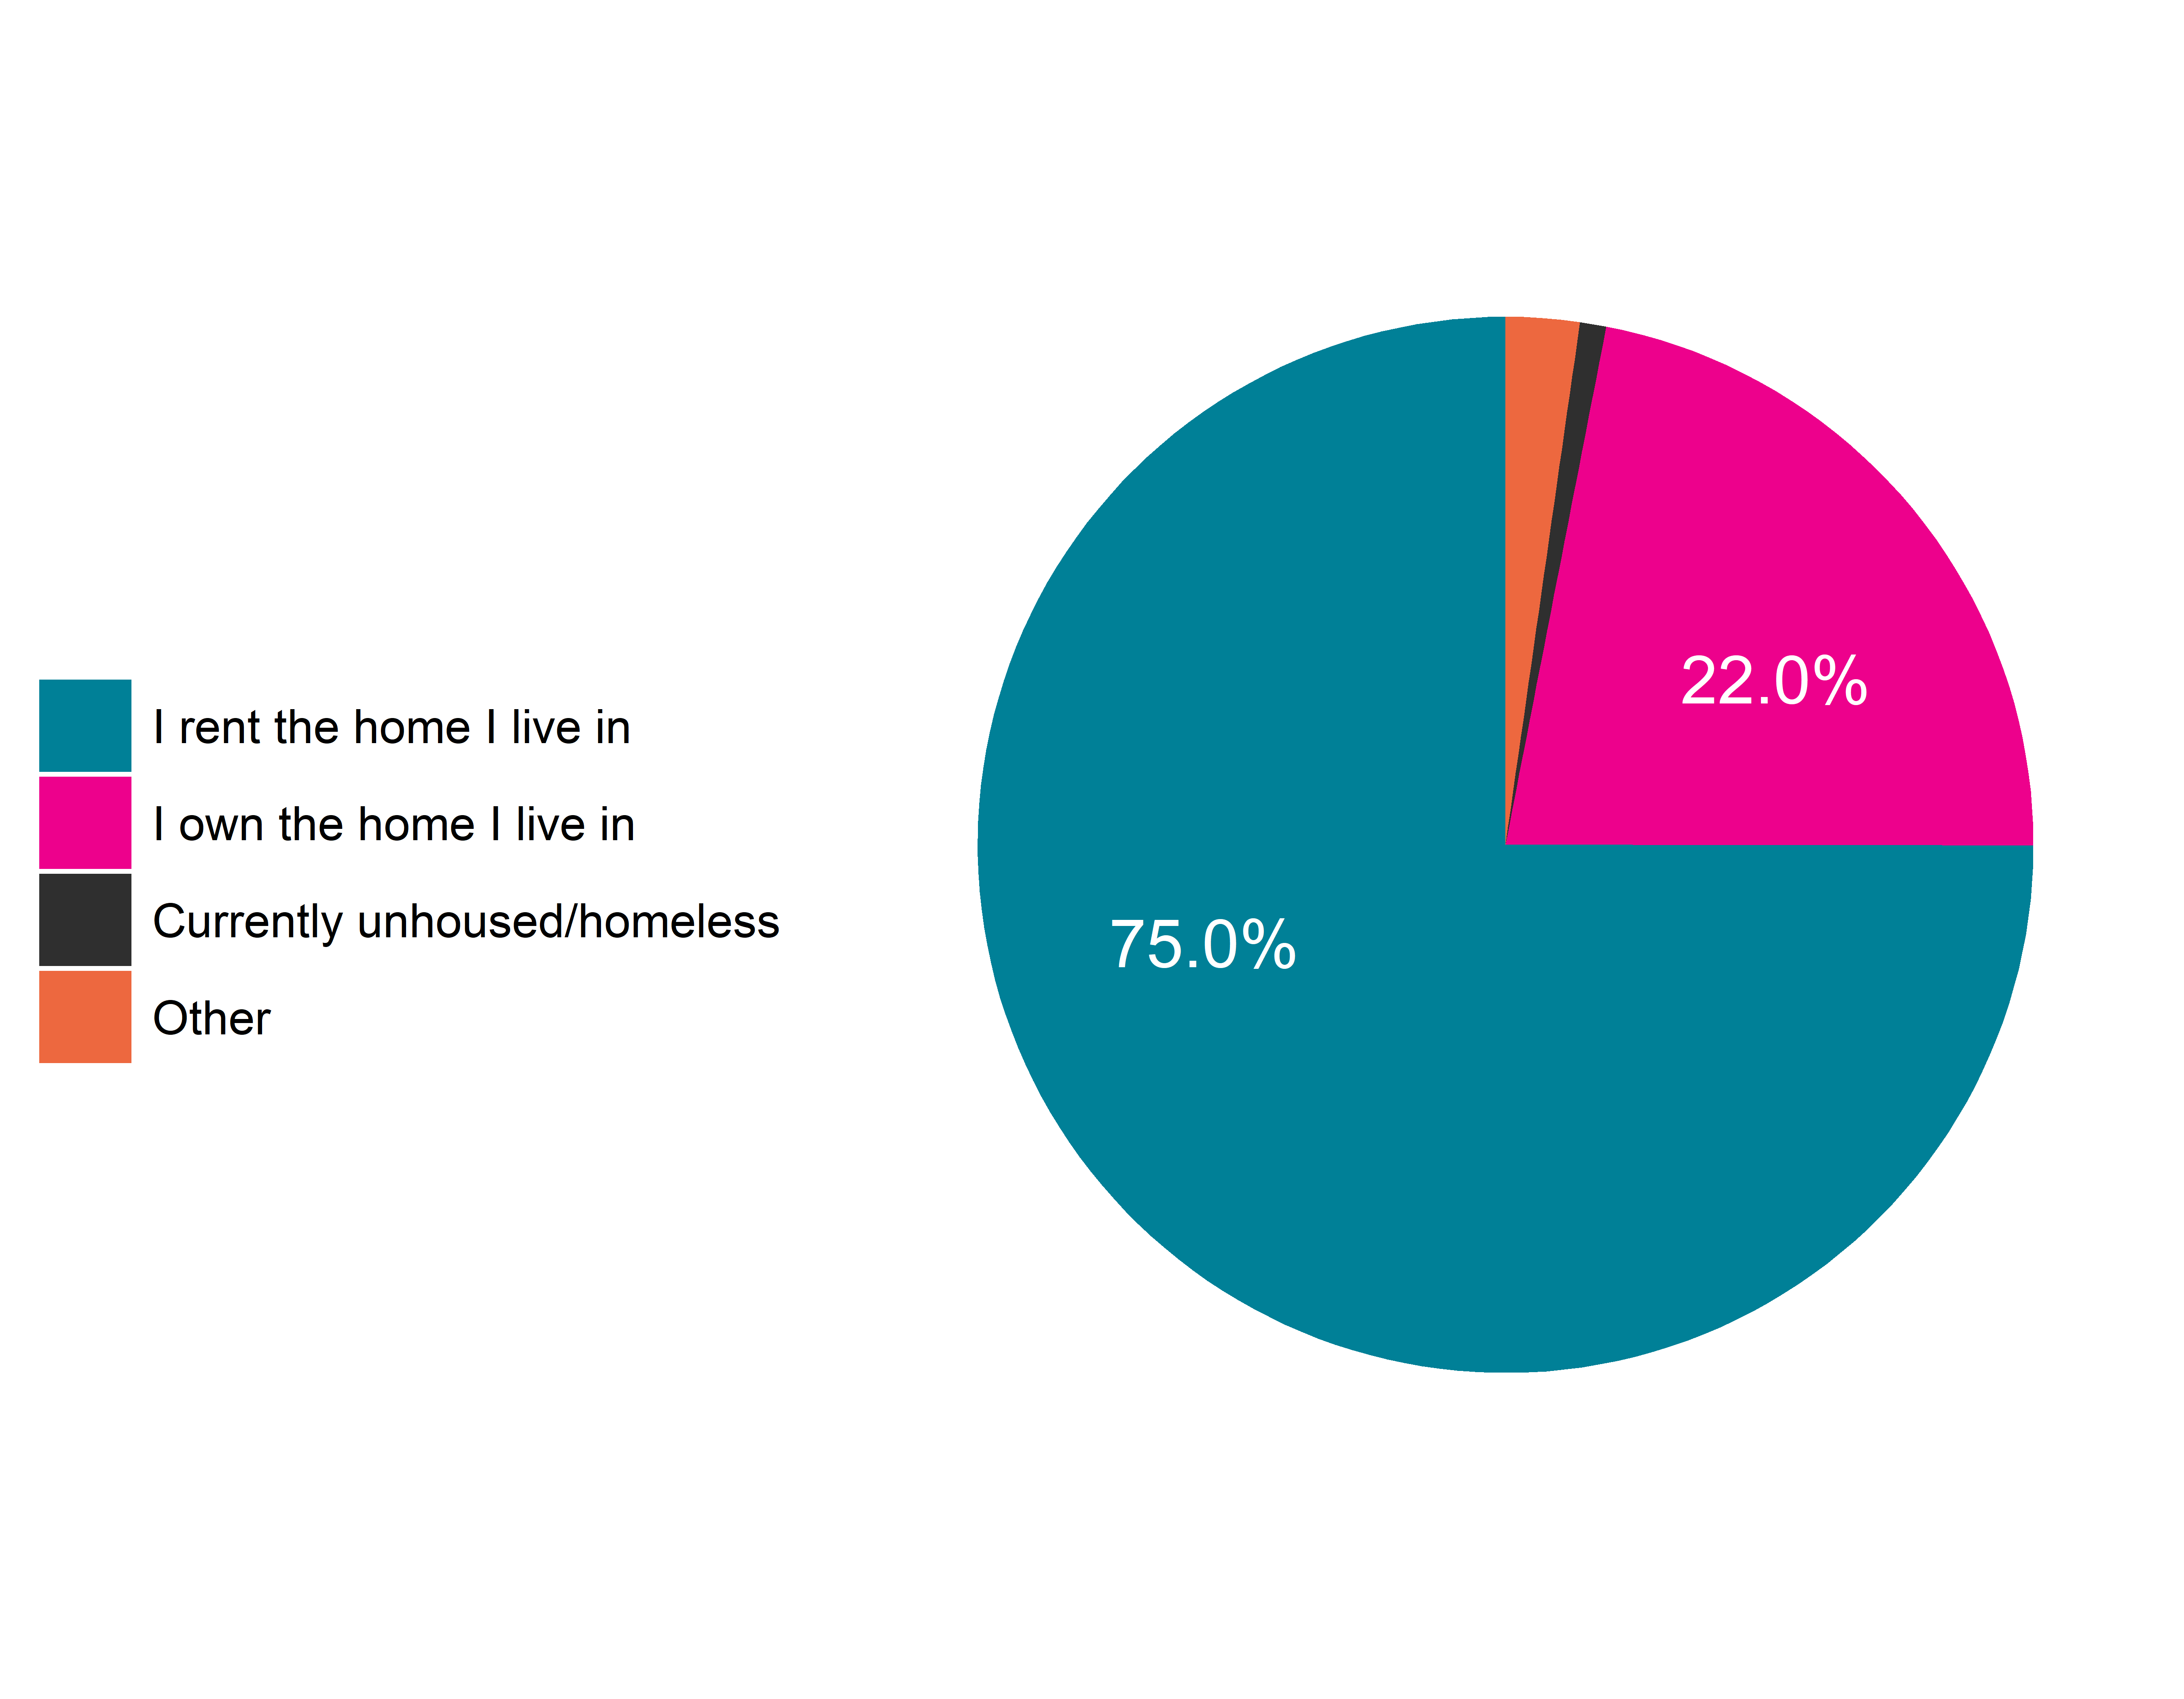 I rent the home I live in
I own the home I live in
Currently unhoused/homeless
Other
22.0%
75.0%